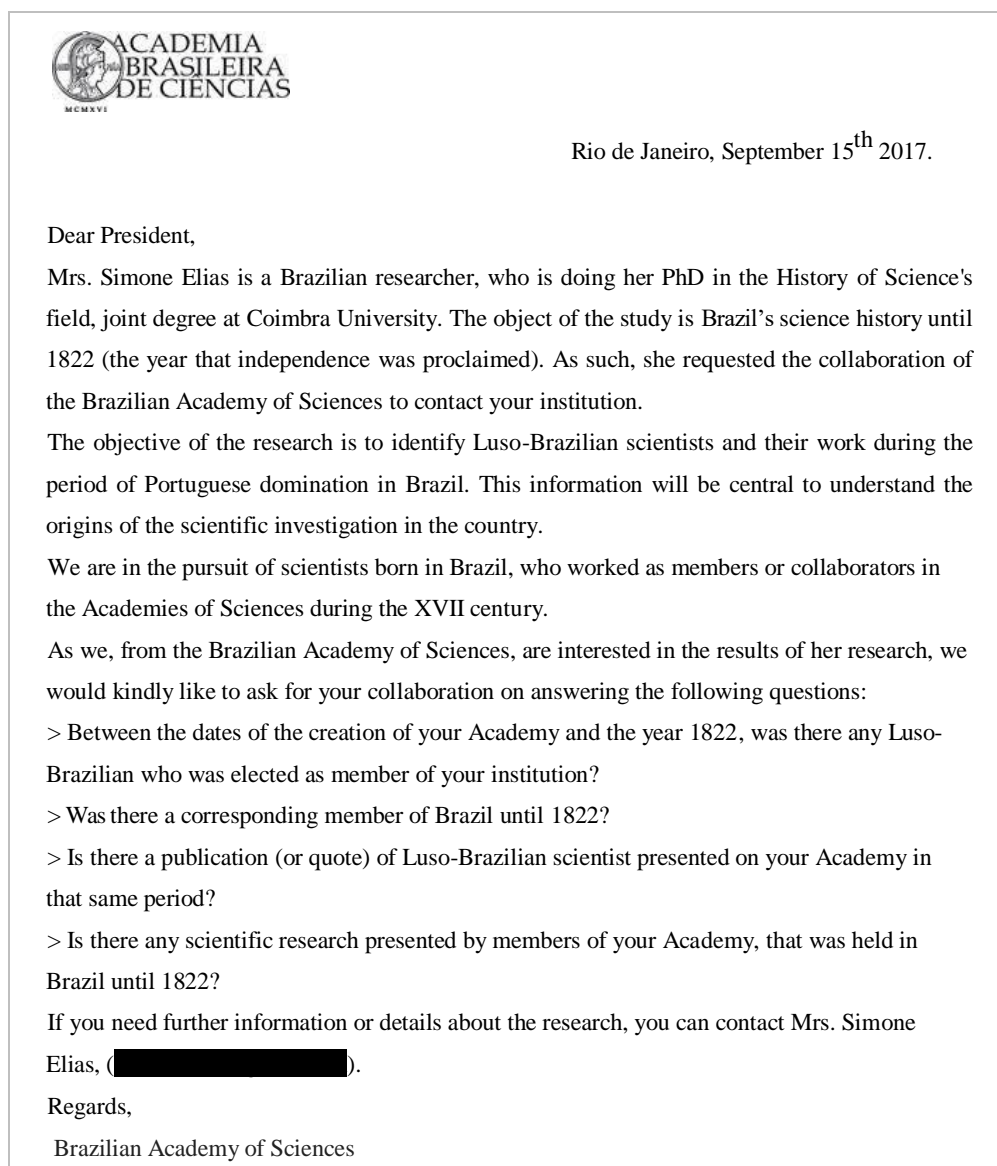 ACADEMIA
BRASILEIRA
DE CIÊNCIAS
MCMXVI
Rio de Janeiro, September 15th 2017.
Dear President,
Mrs. Simone Elias is a Brazilian researcher, who is doing her PhD in the History of Science's
field, joint degree at Coimbra University. The object of the study is Brazil’s science history until
1822 (the year that independence was proclaimed). As such, she requested the collaboration of
the Brazilian Academy of Sciences to contact your institution.
The objective of the research is to identify Luso-Brazilian scientists and their work during the
period of Portuguese domination in Brazil. This information will be central to understand the
origins of the scientific investigation in the country.
We are in the pursuit of scientists born in Brazil, who worked as members or collaborators in
the Academies of Sciences during the XVII century.
As we, from the Brazilian Academy of Sciences, are interested in the results of her research, we
would kindly like to ask for your collaboration on answering the following questions:
> Between the dates of the creation of your Academy and the year 1822, was there any Luso-
Brazilian who was elected as member of your institution?
> Was there a corresponding member of Brazil until 1822?
> Is there a publication (or quote) of Luso-Brazilian scientist presented on your Academy in
that same period?
> Is there any scientific research presented by members of your Academy, that was held in
Brazil until 1822?
If you need further information or details about the research, you can contact Mrs. Simone
Elias, ( ).
Regards,
Brazilian Academy of Sciences